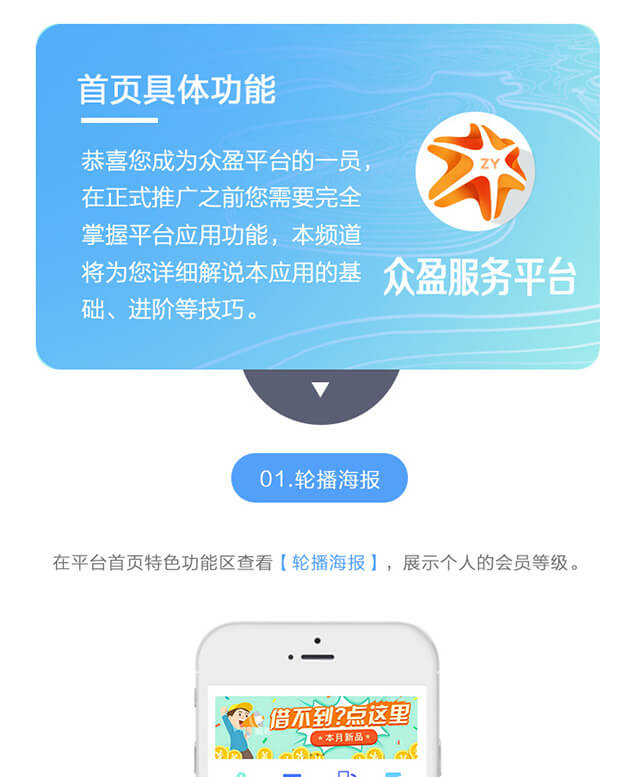 首页具体功能
恭喜您成为众盈平台的一员，
在正式推广之前您需要完全
掌握平台应用功能，本频道
将为您详细解说本应用的基
础、进阶等技巧。
ZY
众盈服务平台
01.轮播海报
在平台首页特色功能区查看【轮播海报】，展示个人的会员等级。
借不到?点这里
★本月新品★